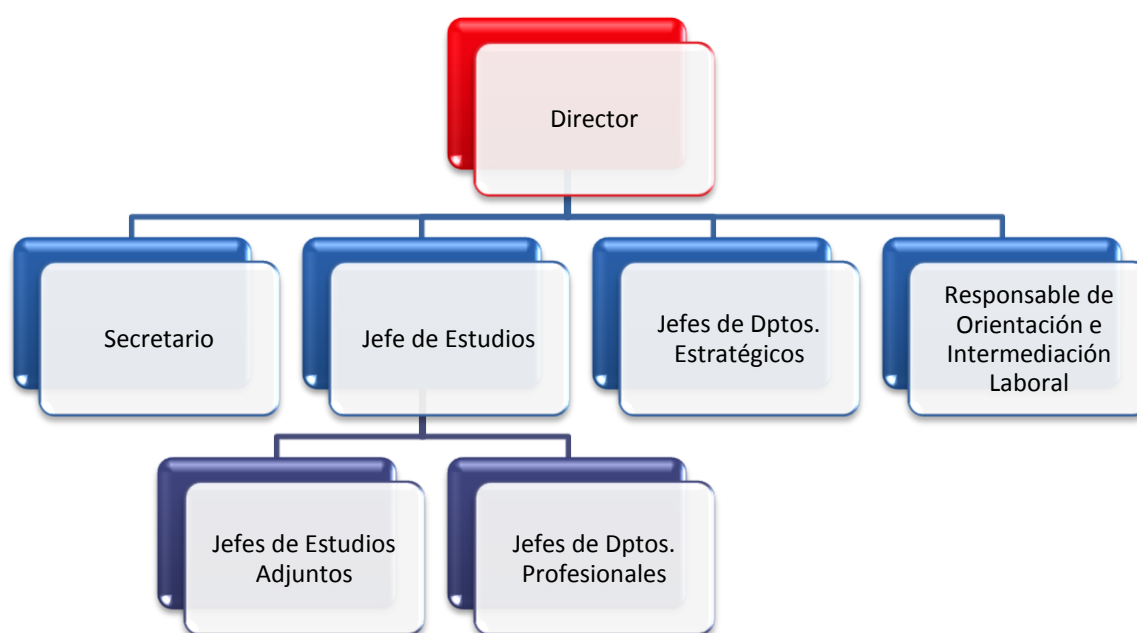 Director
Secretario
Jefe de Estudios
Jefes de Dptos.
Estratégicos
Responsable de
Orientación e
Intermediación
Laboral
Jefes de Estudios
Adjuntos
Jefes de Dptos.
Profesionales